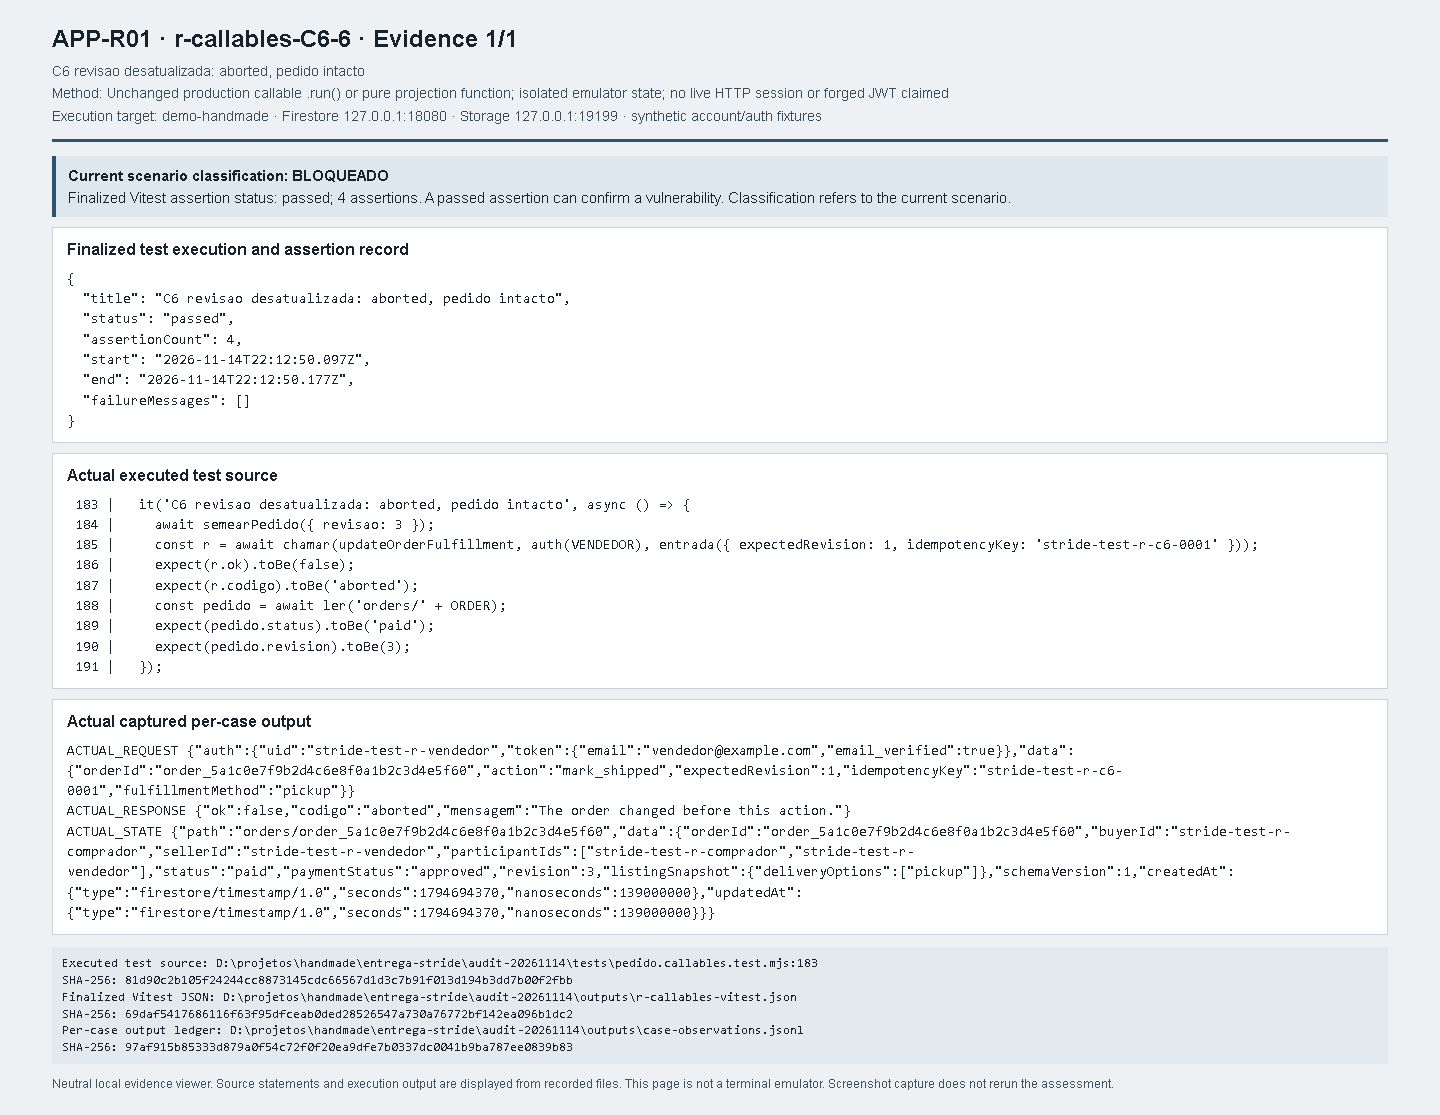 APP-R01 · r-callables-C6-6 · Evidence 1/1
C6 revisao desatualizada: aborted, pedido intacto
Method: Unchanged production callable .run() or pure projection function; isolated emulator state; no live HTTP session or forged JWT claimed
Execution target: demo-handmade · Firestore 127.0.0.1:18080 · Storage 127.0.0.1:19199 · synthetic account/auth fixtures
Current scenario classification: BLOQUEADO
Finalized Vitest assertion status: passed; 4 assertions. A passed assertion can confirm a vulnerability. Classification refers to the current scenario.
Finalized test execution and assertion record
{
  "title": "C6 revisao desatualizada: aborted, pedido intacto",
  "status": "passed",
  "assertionCount": 4,
  "start": "2026-11-14T22:12:50.097Z",
  "end": "2026-11-14T22:12:50.177Z",
  "failureMessages": []
}
Actual executed test source
183 |   it('C6 revisao desatualizada: aborted, pedido intacto', async () => {
184 |     await semearPedido({ revisao: 3 });
185 |     const r = await chamar(updateOrderFulfillment, auth(VENDEDOR), entrada({ expectedRevision: 1, idempotencyKey: 'stride-test-r-c6-0001' }));
186 |     expect(r.ok).toBe(false);
187 |     expect(r.codigo).toBe('aborted');
188 |     const pedido = await ler('orders/' + ORDER);
189 |     expect(pedido.status).toBe('paid');
190 |     expect(pedido.revision).toBe(3);
191 |   });
Actual captured per-case output
ACTUAL_REQUEST {"auth":{"uid":"stride-test-r-vendedor","token":{"email":"vendedor@example.com","email_verified":true}},"data":
{"orderId":"order_5a1c0e7f9b2d4c6e8f0a1b2c3d4e5f60","action":"mark_shipped","expectedRevision":1,"idempotencyKey":"stride-test-r-c6-
0001","fulfillmentMethod":"pickup"}}
ACTUAL_RESPONSE {"ok":false,"codigo":"aborted","mensagem":"The order changed before this action."}
ACTUAL_STATE {"path":"orders/order_5a1c0e7f9b2d4c6e8f0a1b2c3d4e5f60","data":{"orderId":"order_5a1c0e7f9b2d4c6e8f0a1b2c3d4e5f60","buyerId":"stride-test-r-
comprador","sellerId":"stride-test-r-vendedor","participantIds":["stride-test-r-comprador","stride-test-r-
vendedor"],"status":"paid","paymentStatus":"approved","revision":3,"listingSnapshot":{"deliveryOptions":["pickup"]},"schemaVersion":1,"createdAt":
{"type":"firestore/timestamp/1.0","seconds":1794694370,"nanoseconds":139000000},"updatedAt":
{"type":"firestore/timestamp/1.0","seconds":1794694370,"nanoseconds":139000000}}}
Executed test source: D:\projetos\handmade\entrega-stride\audit-20261114\tests\pedido.callables.test.mjs:183
SHA-256: 81d90c2b105f24244cc8873145cdc66567d1d3c7b91f013d194b3dd7b00f2fbb
Finalized Vitest JSON: D:\projetos\handmade\entrega-stride\audit-20261114\outputs\r-callables-vitest.json
SHA-256: 69daf5417686116f63f95dfceab0ded28526547a730a76772bf142ea096b1dc2
Per-case output ledger: D:\projetos\handmade\entrega-stride\audit-20261114\outputs\case-observations.jsonl
SHA-256: 97af915b85333d879a0f54c72f0f20ea9dfe7b0337dc0041b9ba787ee0839b83
Neutral local evidence viewer. Source statements and execution output are displayed from recorded files. This page is not a terminal emulator. Screenshot capture does not rerun the assessment.